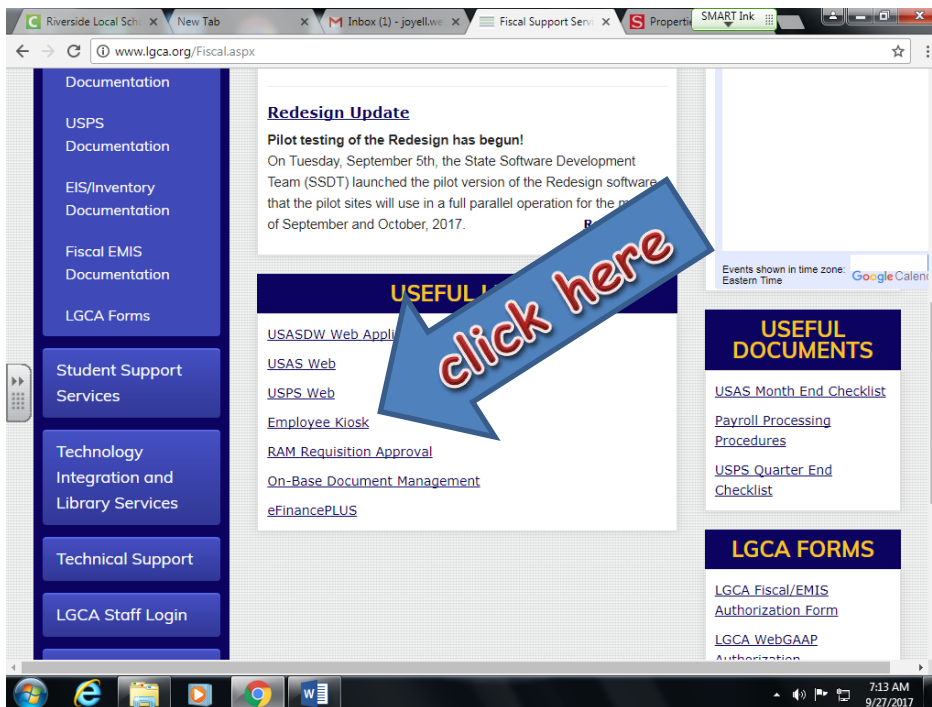 Riverside Local Scho
New Tab
Inbox (1) - joyell.we
Fiscal Support Servi
Properti
SMART Ink
www.lgca.org/Fiscal.aspx
Documentation
USPS
Documentation
EIS/Inventory
Documentation
Fiscal EMIS
Documentation
LGCA Forms
Student Support
Services
Technology
Integration and
Library Services
Technical Support
LGCA Staff Login
Redesign Update
Pilot testing of the Redesign has begun!
On Tuesday, September 5th, the State Software Development
Team (SSDT) launched the pilot version of the Redesign software
that the pilot sites will use in a full parallel operation for the m
of September and October, 2017.
USEFUL
USASDW Web Appli
USAS Web
USPS Web
Employee Kiosk
RAM Requisition Approval
On-Base Document Management
eFinancePLUS
click here
Events shown in time zone:
Eastern Time
Google Calen
USEFUL
DOCUMENTS
USAS Month End Checklist
Payroll Processing
Procedures
USPS Quarter End
Checklist
LGCA FORMS
LGCA Fiscal/EMIS
Authorization Form
LGCA WebGAAP
Authorization
7:13 AM
9/27/2017